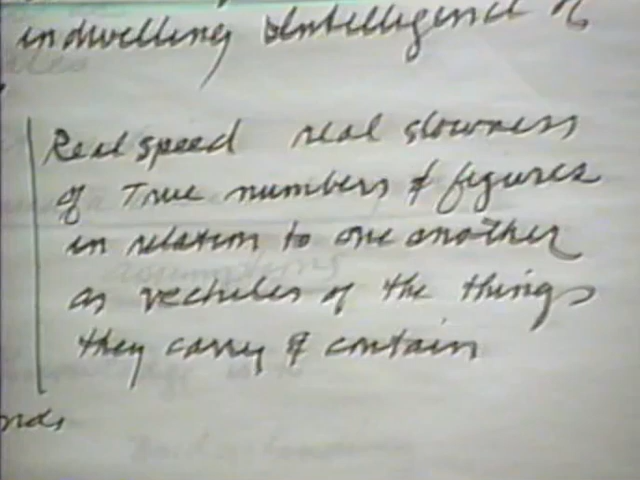 indwelling Intelligence of
Real speed real slowness
of True numbers & figures
in relation to one another
as vechiles of the things
they carry & contain
nds